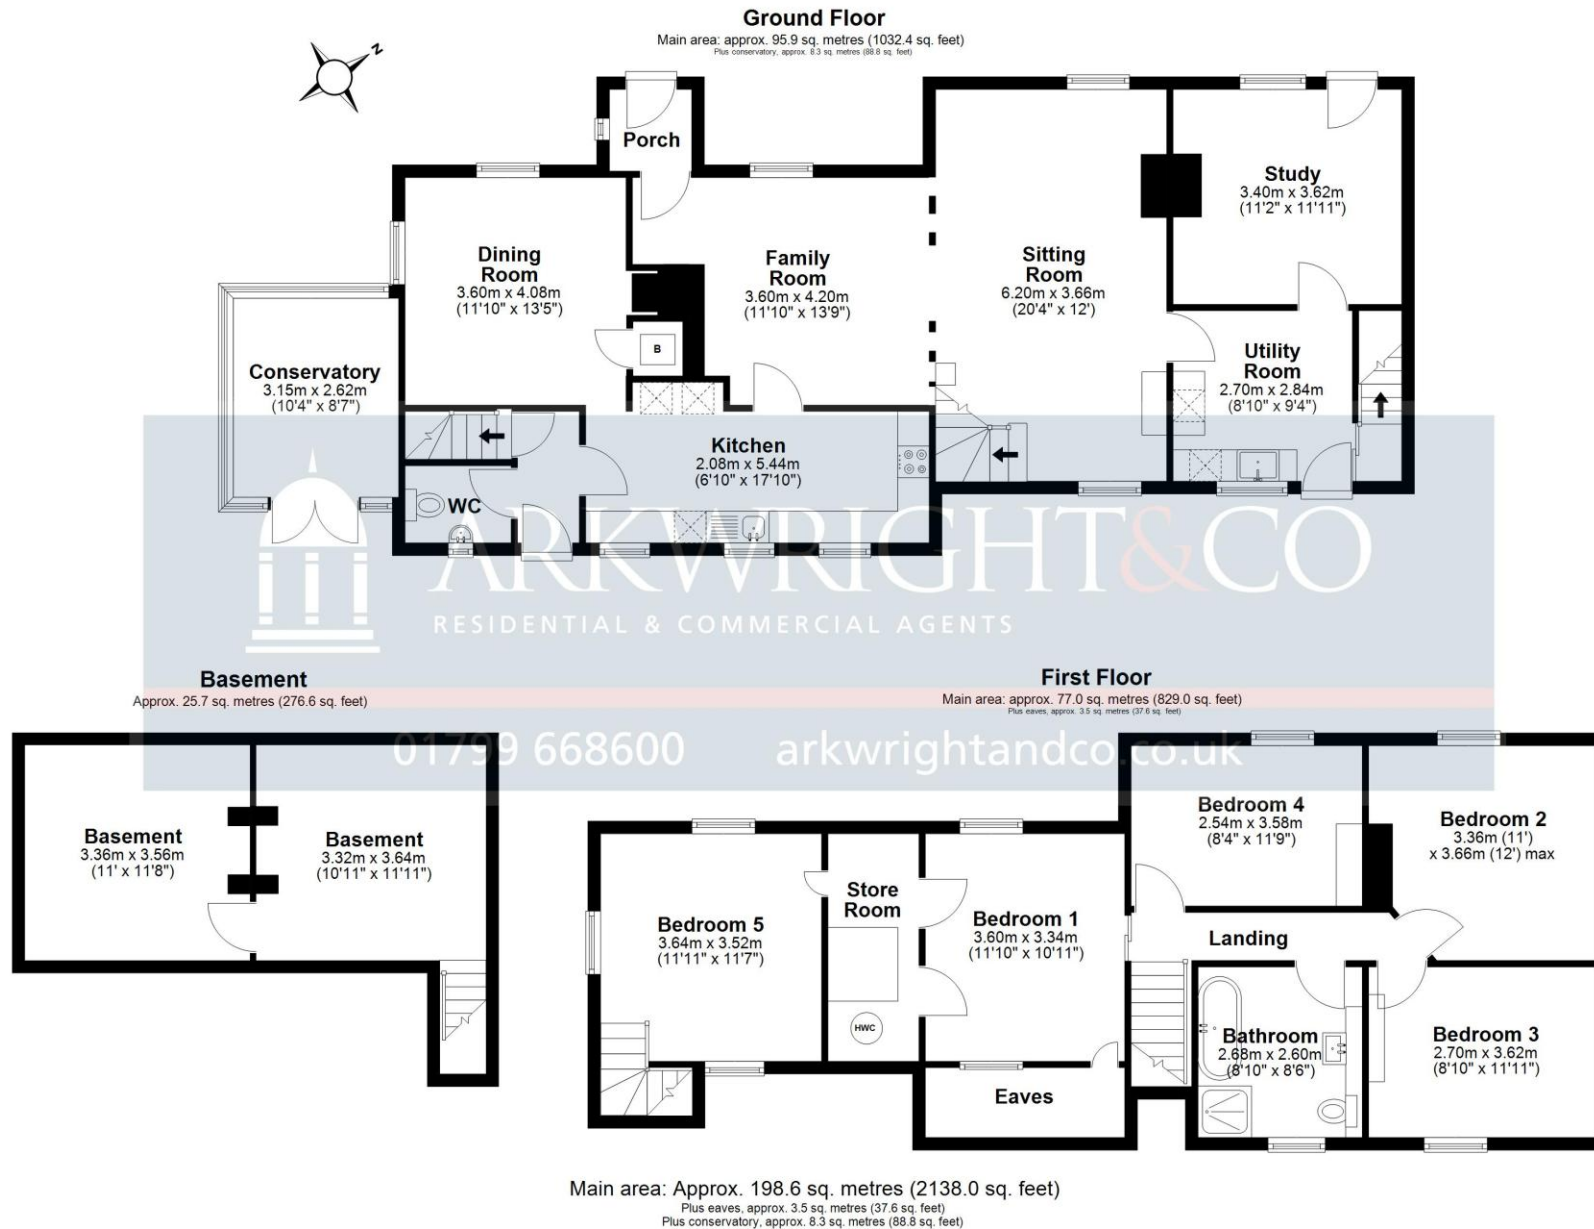 Ground Floor
Main area: approx. 95.9 sq. metres (1032.4 sq. feet)
Plus conservatory, approx. 8.3 sq. metres (88.8 sq. feet)
N
Porch
Study
3.40m x 3.62m
(11'2" x 11'11")
Dining
Room
3.60m x 4.08m
(11'10" x 13'5")
Family
Room
3.60m x 4.20m
(11'10" x 13'9")
Sitting
Room
6.20m x 3.66m
(20'4" x 12')
B
Conservatory
3.15m x 2.62m
(10'4" x 8'7")
Utility
Room
2.70m x 2.84m
(8'10" x 9'4")
Kitchen
2.08m x 5.44m
(6'10" x 17'10")
WC
ARKWRIGHT&CO
RESIDENTIAL & COMMERCIAL AGENTS
Basement
Approx. 25.7 sq. metres (276.6 sq. feet)
First Floor
Main area: approx. 77.0 sq. metres (829.0 sq. feet)
Plus eaves, approx. 3.5 sq. metres (37.6 sq. feet)
01799 668600 arkwrightandco.co.uk
Basement
3.36m x 3.56m
(11' x 11'8")
Basement
3.32m x 3.64m
(10'11" x 11'11")
Bedroom 4
2.54m x 3.58m
(8'4" x 11'9")
Bedroom 2
3.36m (11')
x 3.66m (12') max
Store
Room
Bedroom 5
3.64m x 3.52m
(11'11" x 11'7")
Bedroom 1
3.60m x 3.34m
(11'10" x 10'11")
Landing
HWC
Bathroom
2.68m x 2.60m
(8'10" x 8'6")
Bedroom 3
2.70m x 3.62m
(8'10" x 11'11")
Eaves
Main area: Approx. 198.6 sq. metres (2138.0 sq. feet)
Plus eaves, approx. 3.5 sq. metres (37.6 sq. feet)
Plus conservatory, approx. 8.3 sq. metres (88.8 sq. feet)